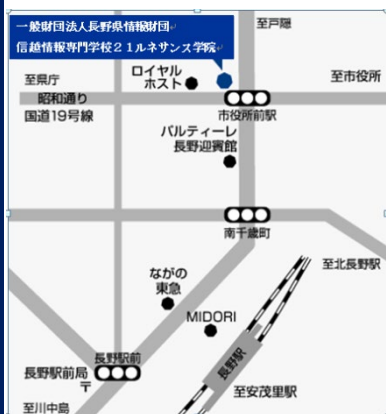 一般財団法人長野県情報財団
信越情報専門学校21ルネサンス学院
至戸隠
至県庁
ロイヤル
ホスト
至市役所
昭和通り
国道19号線
市役所前駅
パルティーレ
長野迎賓館
南千歳町
至北長野駅
ながの
東急
MIDORI
長野駅前
長野駅
長野駅前局
〒
至安茂里駅
至川中島